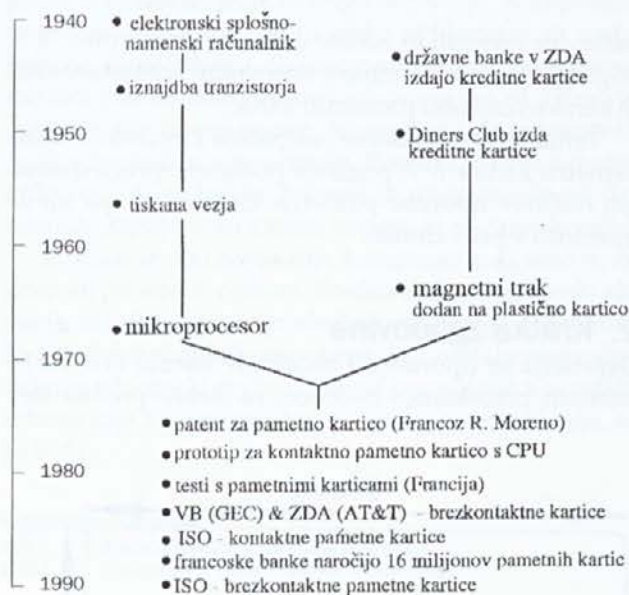 1940
elektronski splošno-
namenski računalnik
državne banke v ZDA
izdajo kreditne kartice
iznajdba tranzistorja
1950
Diners Club izda
kreditne kartice
tiskana vezja
1960
magnetni trak
dodan na plastično kartico
mikroprocesor
1970
patent za pametno kartico (Francoz R. Moreno)
prototip za kontaktno pametno kartico s CPU
1980
testi s pametnimi karticami (Francija)
VB (GEC) & ZDA (AT&T) - brezkontaktne kartice
ISO - kontaktne pametne kartice
francoske banke naročijo 16 milijonov pametnih kartic
1990
ISO - brezkontaktne pametne kartice